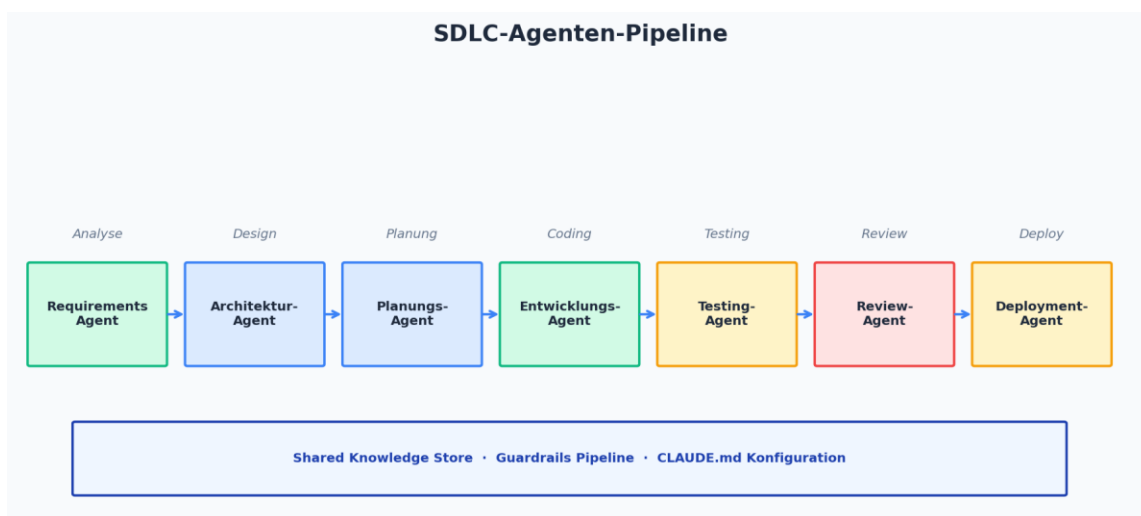 SDLC-Agenten-Pipeline
Analyse
Design
Planung
Coding
Testing
Review
Deploy
Requirements
Agent
Architektur-
Agent
Planungs-
Agent
Entwicklungs-
Agent
Testing-
Agent
Review-
Agent
Deployment-
Agent
Shared Knowledge Store · Guardrails Pipeline · CLAUDE.md Konfiguration